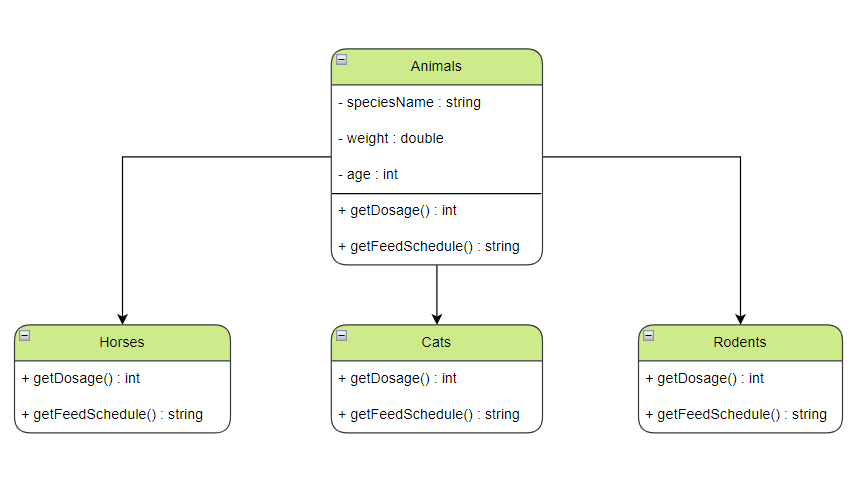 Animals
- speciesName : string
- weight : double
- age : int
+ getDosage() : int
+ getFeedSchedule() : string
Horses
+ getDosage() : int
+ getFeedSchedule() : string
Cats
+ getDosage() : int
+ getFeedSchedule() : string
Rodents
+ getDosage() : int
+ getFeedSchedule() : string